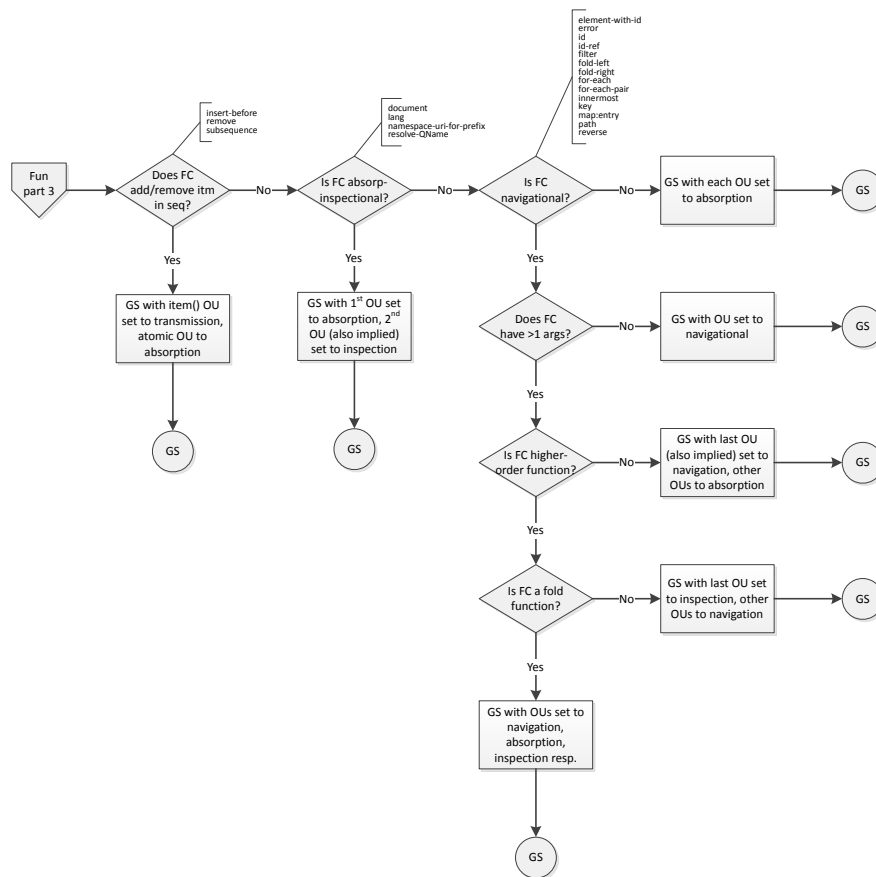 element-with-id
error
id
id-ref
filter
fold-left
fold-right
for-each
for-each-pair
innermost
key
map:entry
path
reverse
insert-before
remove
subsequence
document
lang
namespace-uri-for-prefix
resolve-QName
Fun
part 3
Does FC
add/remove itm
in seq?
No
Is FC absorp-
inspectional?
No
Is FC
navigational?
No
GS with each OU set
to absorption
GS
Yes
Yes
Yes
GS with item() OU
set to transmission,
atomic OU to
absorption
GS with 1st OU set
to absorption, 2nd
OU (also implied)
set to inspection
Does FC
have >1 args?
No
GS with OU set to
navigational
GS
Yes
GS
GS
Is FC higher-
order function?
No
GS with last OU
(also implied) set to
navigation, other
OUs to absorption
GS
Yes
Is FC a fold
function?
No
GS with last OU set
to inspection, other
OUs to navigation
GS
Yes
GS with OUs set to
navigation,
absorption,
inspection resp.
GS